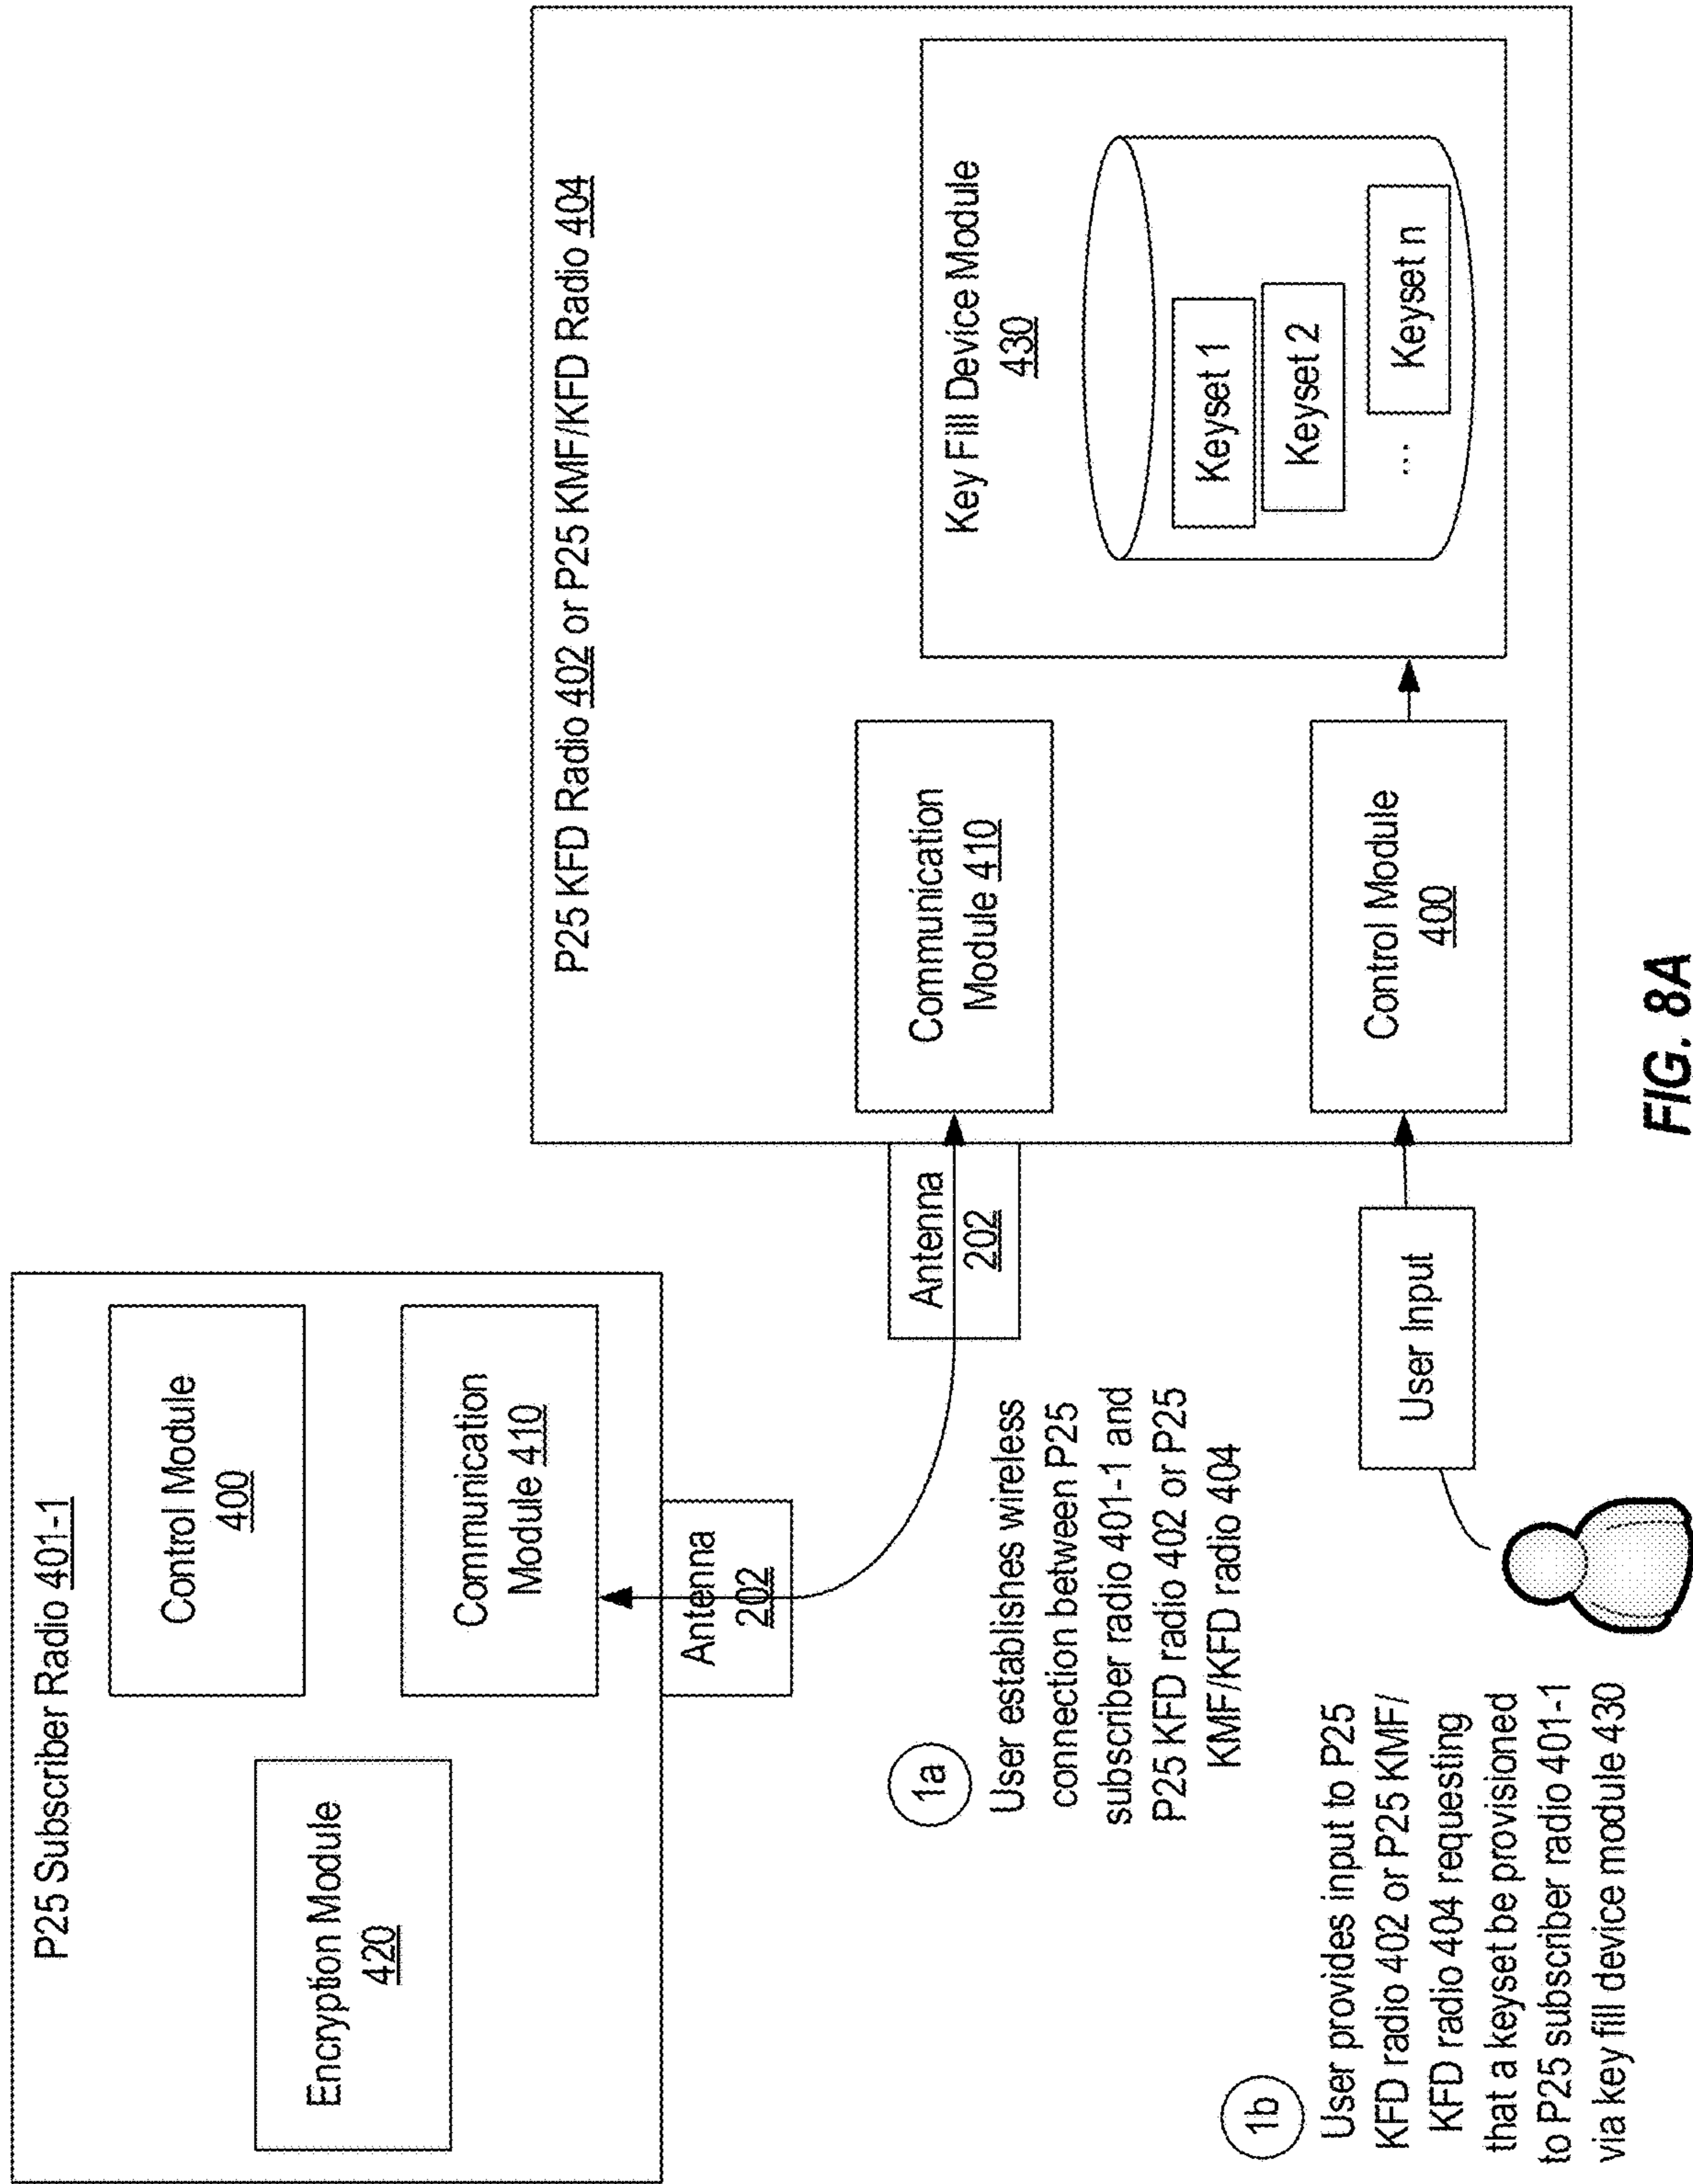 P25 Subscriber Radio 401-1
Encryption Module
420
Control Module
400
Communication
Module 410
Antenna
202
P25 KFD Radio 402 or P25 KMF/KFD Radio 404
Antenna
202
Communication
Module 410
Control Module
400
Key Fill Device Module
430
Keyset 1
Keyset 2
...
Keyset n
User Input
1a
User establishes wireless
connection between P25
subscriber radio 401-1 and
P25 KFD radio 402 or P25
KMF/KFD radio 404
1b
User provides input to P25
KFD radio 402 or P25 KMF/
KFD radio 404 requesting
that a keyset be provisioned
to P25 subscriber radio 401-1
via key fill device module 430
FIG. 8A